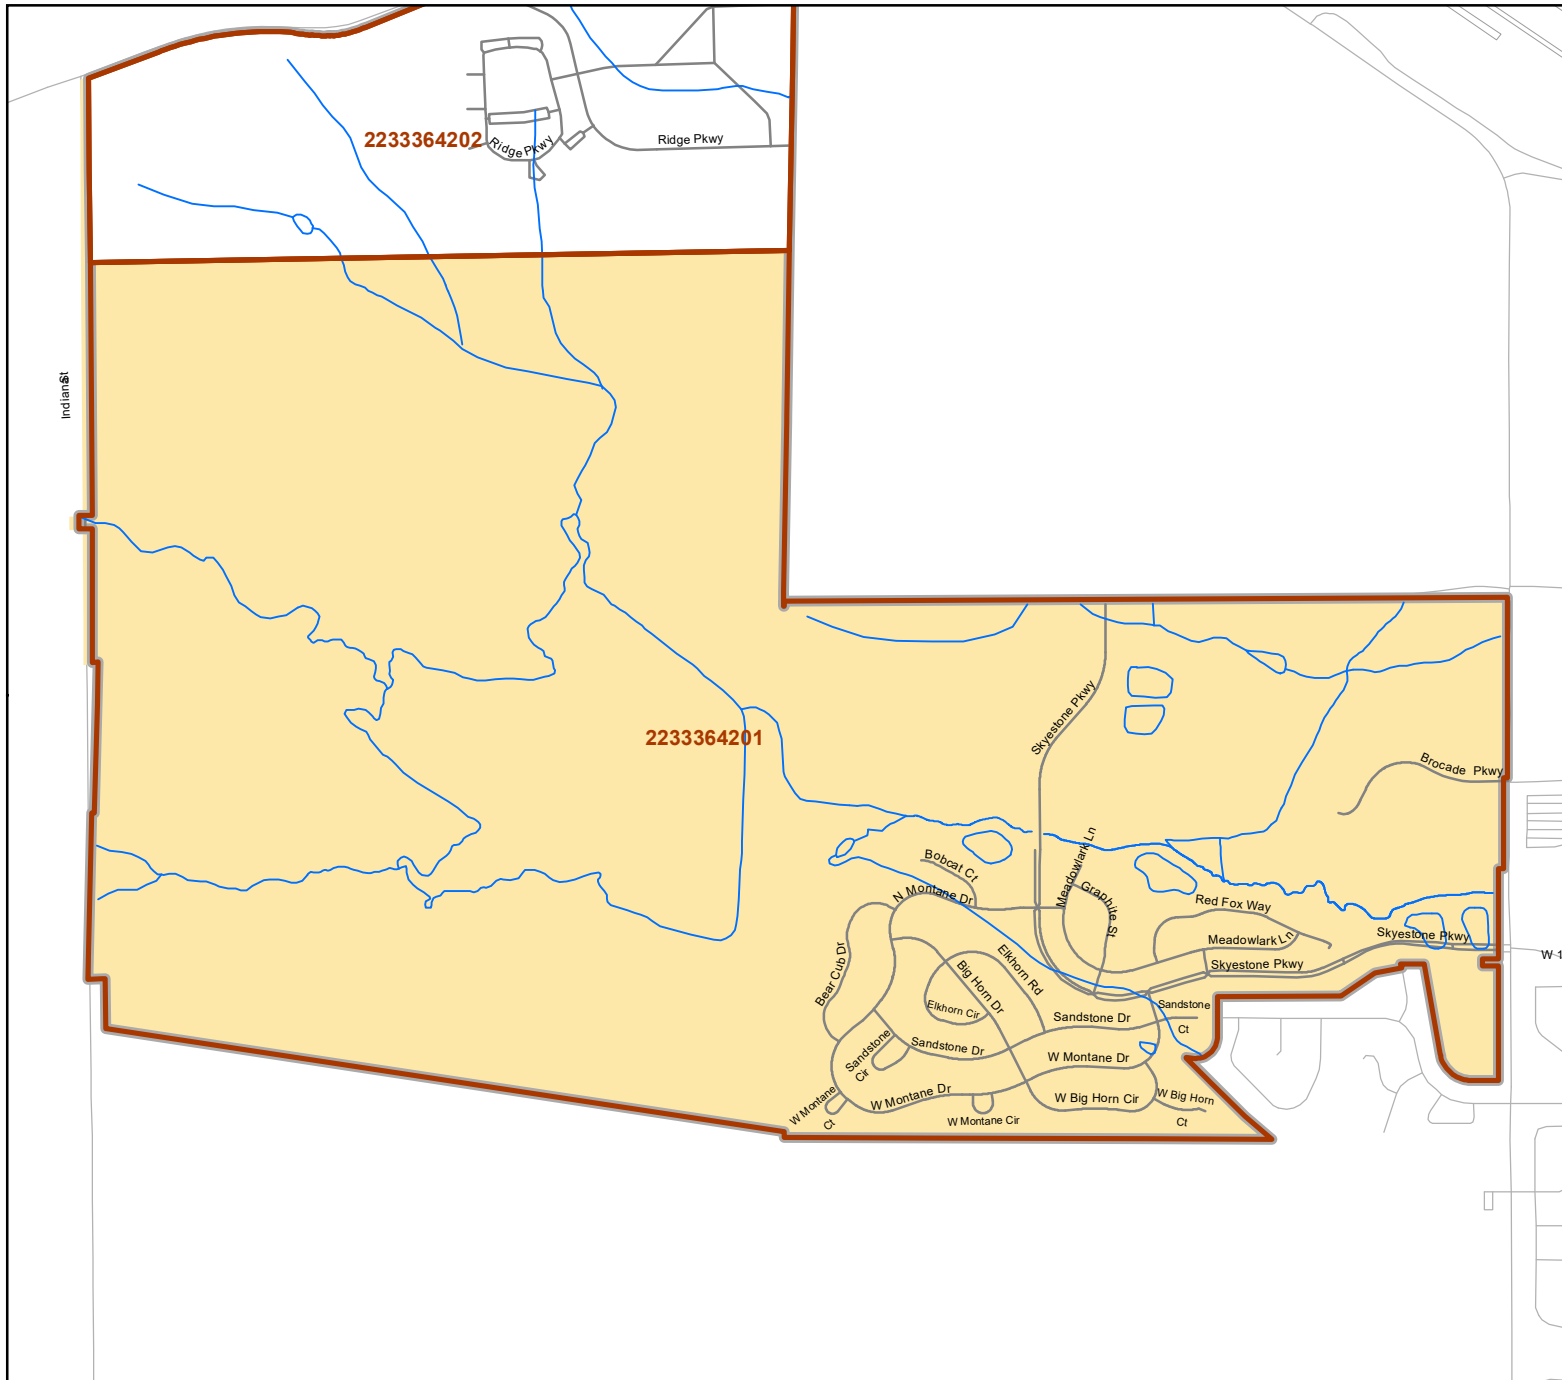 2233364202
Ridge Pkwy
Ridge Pkwy
Indiana St
2233364201
Skyestone Pkwy
Brocade Pkwy
Meadowlark Ln
Bobcat Ct
N Montane Dr
Graphite St
Red Fox Way
Meadowlark Ln
Skyestone Pkwy
Skyestone Pkwy
W 1
Bear Cub Dr
Big Horn Dr
Elkhorn Rd
Elkhorn Cir
Sandstone
Ct
Sandstone Dr
Sandstone Dr
Sandstone
Cir
W Montane Dr
W Montane Dr
W Montane
Ct
W Montane Cir
W Big Horn Cir
W Big Horn
Ct